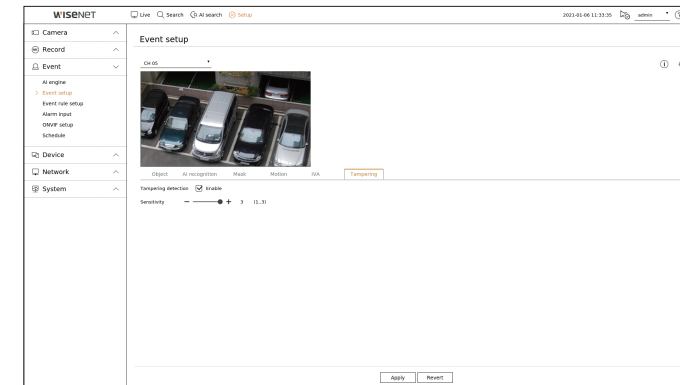 WISENET
Live Search AI search Setup 2021-01-06 11:33:35 admin
Camera
Record
Event
AI engine
Event setup
Event rule setup
Alarm input
ONVIF setup
Schedule
Device
Network
System
Event setup
CH 05
Object AI recognition Mask Motion IVA Tampering
Tampering detection Enable
Sensitivity 3 (1..3)
Apply Revert